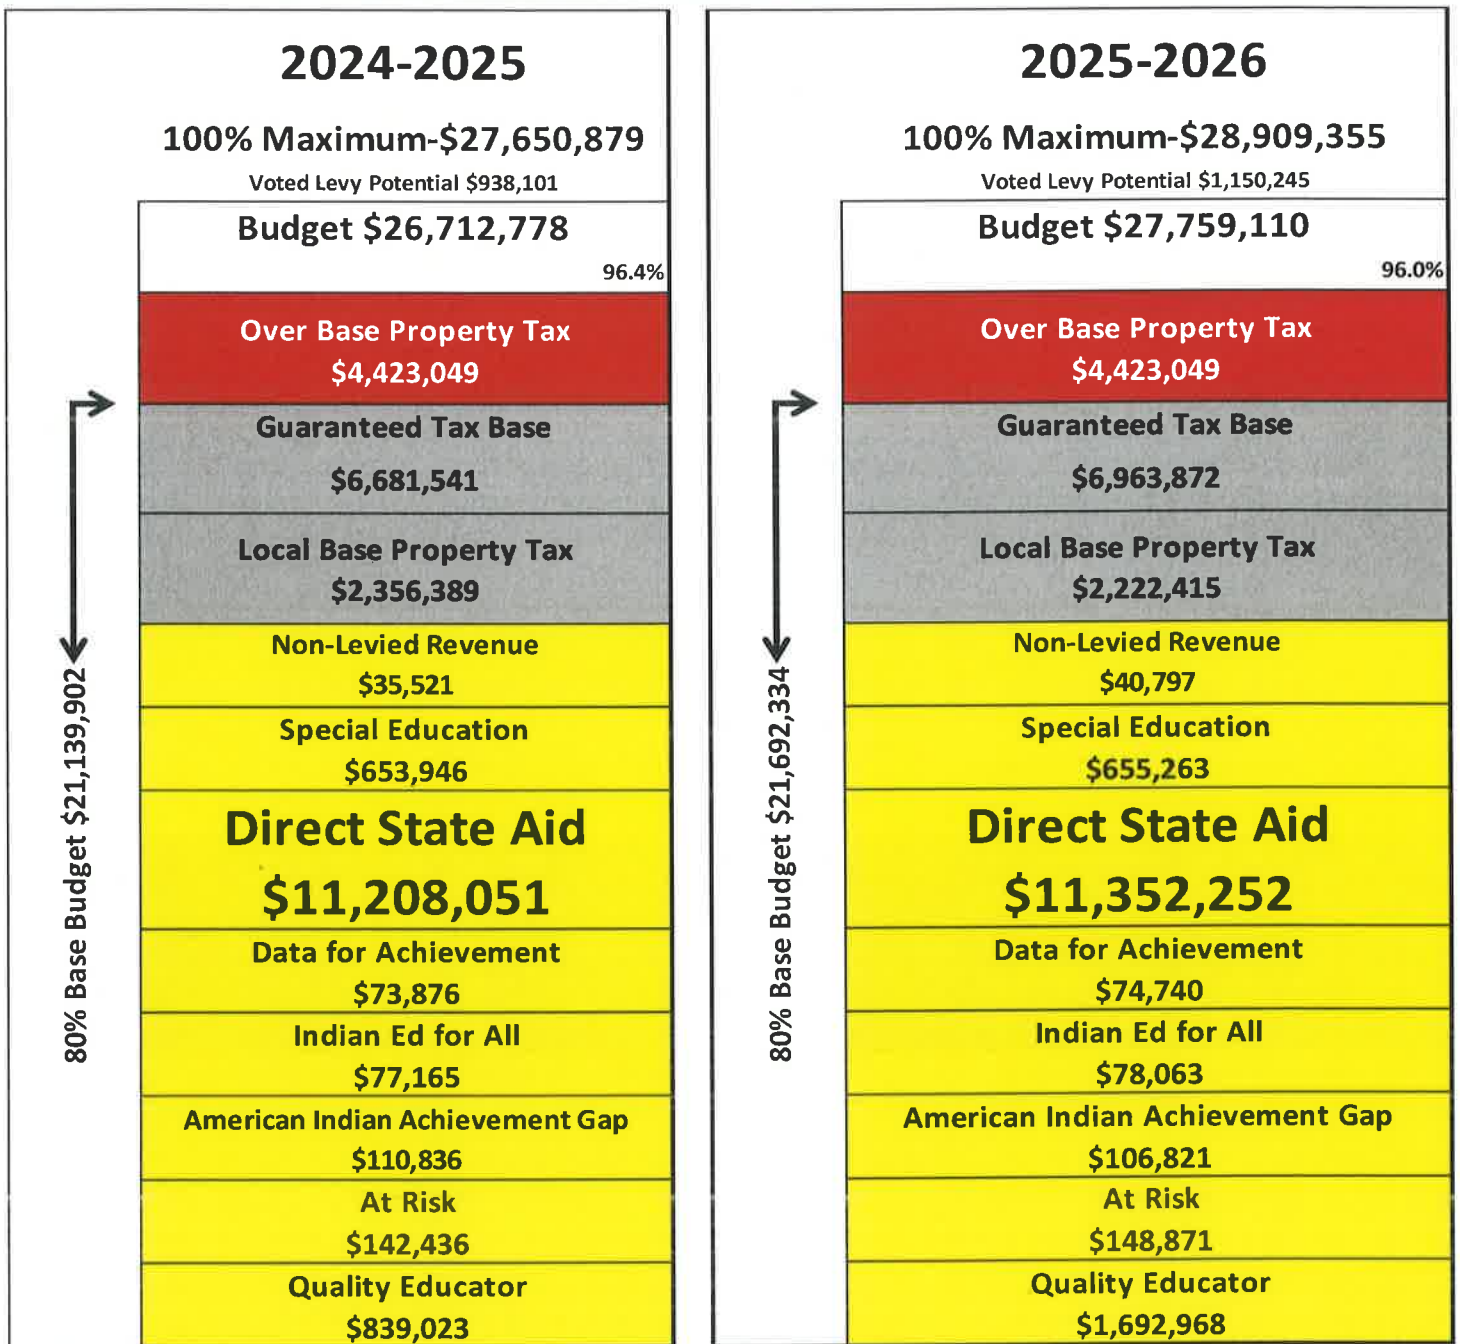 2024-2025
100% Maximum-$27,650,879
Voted Levy Potential $938,101
Budget $26,712,778
96.4%
Over Base Property Tax
$4,423,049
Guaranteed Tax Base
$6,681,541
Local Base Property Tax
$2,356,389
Non-Levied Revenue
$35,521
Special Education
$653,946
Direct State Aid
$11,208,051
Data for Achievement
$73,876
Indian Ed for All
$77,165
American Indian Achievement Gap
$110,836
At Risk
$142,436
Quality Educator
$839,023
80% Base Budget $21,139,902
2025-2026
100% Maximum-$28,909,355
Voted Levy Potential $1,150,245
Budget $27,759,110
96.0%
Over Base Property Tax
$4,423,049
Guaranteed Tax Base
$6,963,872
Local Base Property Tax
$2,222,415
Non-Levied Revenue
$40,797
Special Education
$655,263
Direct State Aid
$11,352,252
Data for Achievement
$74,740
Indian Ed for All
$78,063
American Indian Achievement Gap
$106,821
At Risk
$148,871
Quality Educator
$1,692,968
80% Base Budget $21,692,334